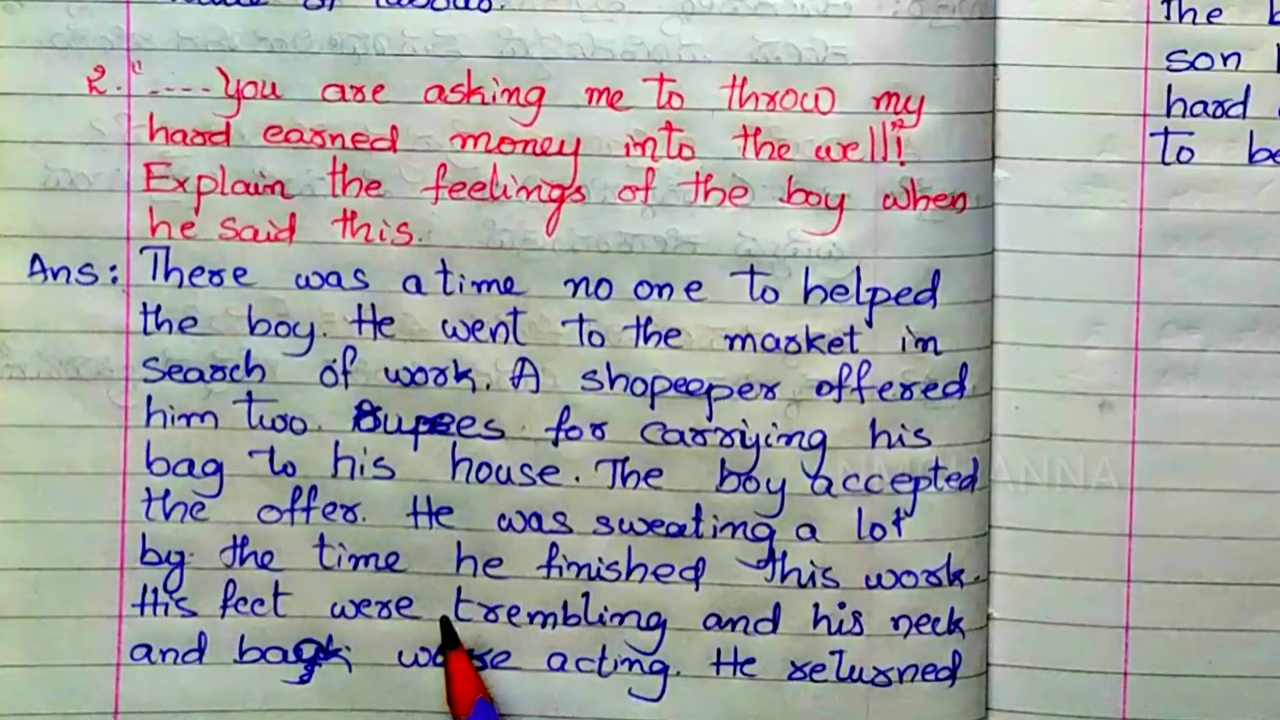 2. "....You are asking me to throw my
hard earned money into the well!"
Explain the feelings of the boy when
he said this.
Ans: There was a time no one to helped
the boy. He went to the market in
search of work. A shopeeper offered
him two rupees for carriying his
bag to his house. The boy accepted
the offer. He was sweating a lot
by the time he finished this work.
His feet were trembling and his neck
and back were acting. He returned
The
son
hard
to be